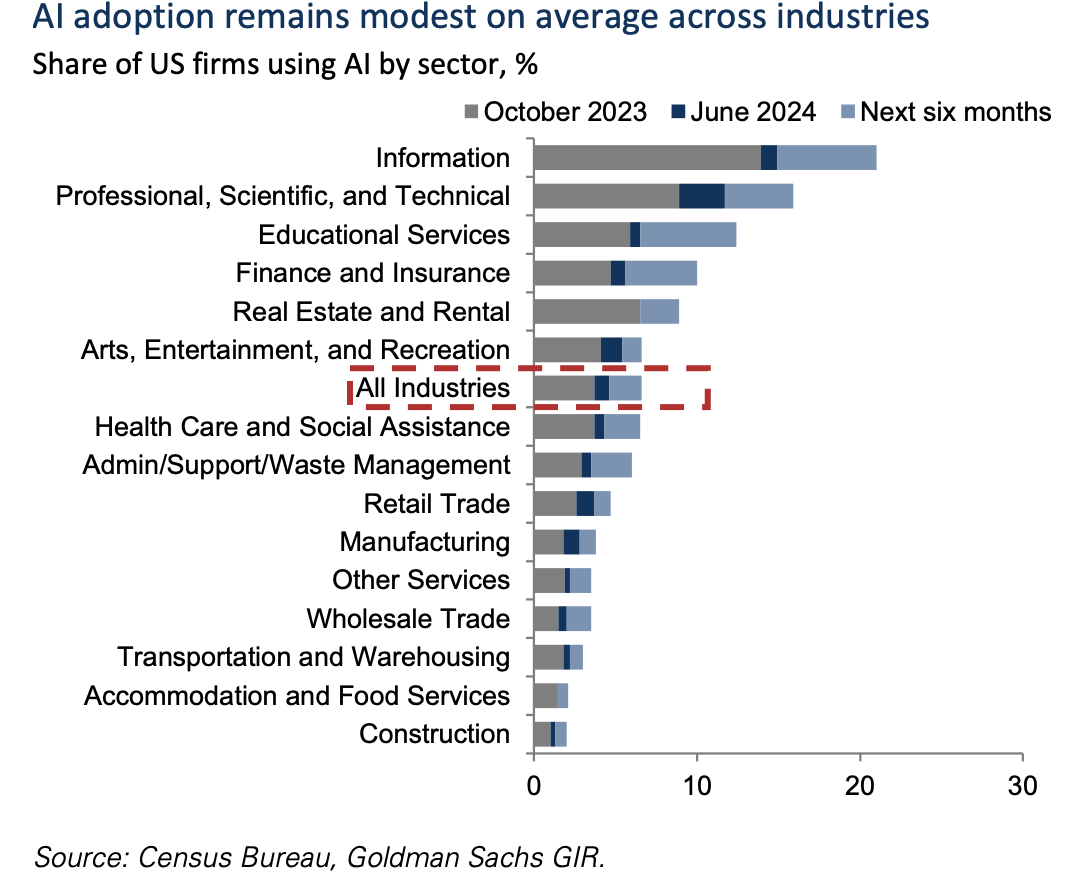 AI adoption remains modest on average across industries
Share of US firms using AI by sector, %
October 2023 June 2024 Next six months
Information
Professional, Scientific, and Technical
Educational Services
Finance and Insurance
Real Estate and Rental
Arts, Entertainment, and Recreation
All Industries
Health Care and Social Assistance
Admin/Support/Waste Management
Retail Trade
Manufacturing
Other Services
Wholesale Trade
Transportation and Warehousing
Accommodation and Food Services
Construction
0 10 20 30
Source: Census Bureau, Goldman Sachs GIR.